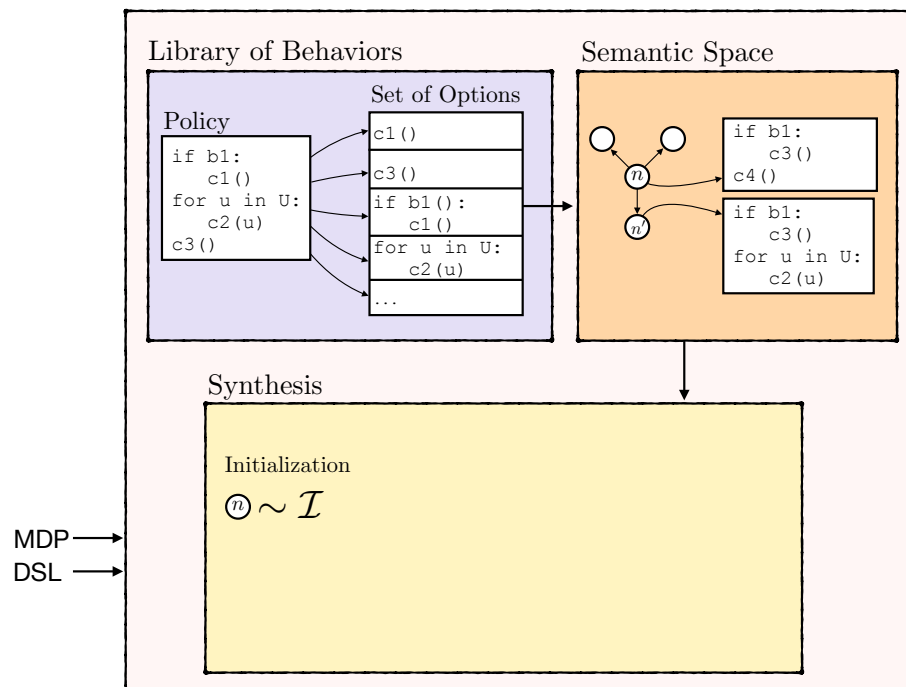 Library of Behaviors
Semantic Space
Set of Options
Policy
if b1:
c1()
for u in U:
c2(u)
c3()
c1()
c3()
if b1():
c1()
for u in U:
c2(u)
...
n
n′
if b1:
c3()
c4()
if b1:
c3()
for u in U:
c2(u)
Synthesis
Initialization
n ∼ ℐ
MDP
DSL